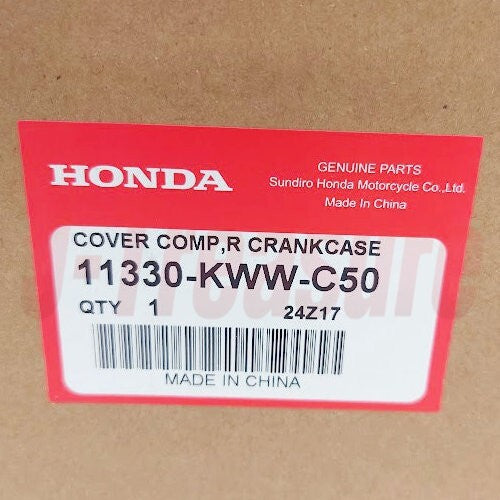 HONDA
GENUINE PARTS
Sundiro Honda Motorcycle Co.,Ltd.
Made In China
COVER COMP,R CRANKCASE
11330-KWW-C50
QTY 1 24Z17
MADE IN CHINA